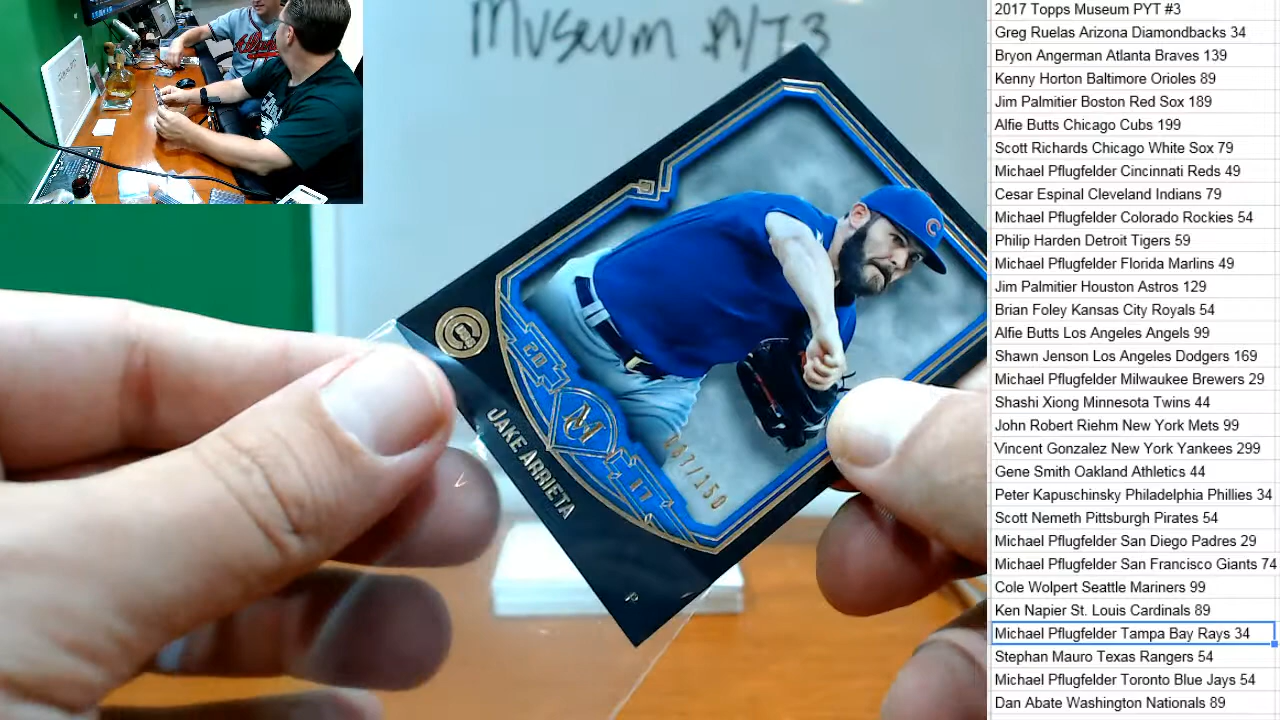 Museum PYT 3
Atlanta
C
CUBS
20
M
17
JAKE ARRIETA
/150
P
2017 Topps Museum PYT #3
Greg Ruelas Arizona Diamondbacks 34
Bryon Angerman Atlanta Braves 139
Kenny Horton Baltimore Orioles 89
Jim Palmitier Boston Red Sox 189
Alfie Butts Chicago Cubs 199
Scott Richards Chicago White Sox 79
Michael Pflugfelder Cincinnati Reds 49
Cesar Espinal Cleveland Indians 79
Michael Pflugfelder Colorado Rockies 54
Philip Harden Detroit Tigers 59
Michael Pflugfelder Florida Marlins 49
Jim Palmitier Houston Astros 129
Brian Foley Kansas City Royals 54
Alfie Butts Los Angeles Angels 99
Shawn Jenson Los Angeles Dodgers 169
Michael Pflugfelder Milwaukee Brewers 29
Shashi Xiong Minnesota Twins 44
John Robert Riehm New York Mets 99
Vincent Gonzalez New York Yankees 299
Gene Smith Oakland Athletics 44
Peter Kapuschinsky Philadelphia Phillies 34
Scott Nemeth Pittsburgh Pirates 54
Michael Pflugfelder San Diego Padres 29
Michael Pflugfelder San Francisco Giants 74
Cole Wolpert Seattle Mariners 99
Ken Napier St. Louis Cardinals 89
Michael Pflugfelder Tampa Bay Rays 34
Stephan Mauro Texas Rangers 54
Michael Pflugfelder Toronto Blue Jays 54
Dan Abate Washington Nationals 89